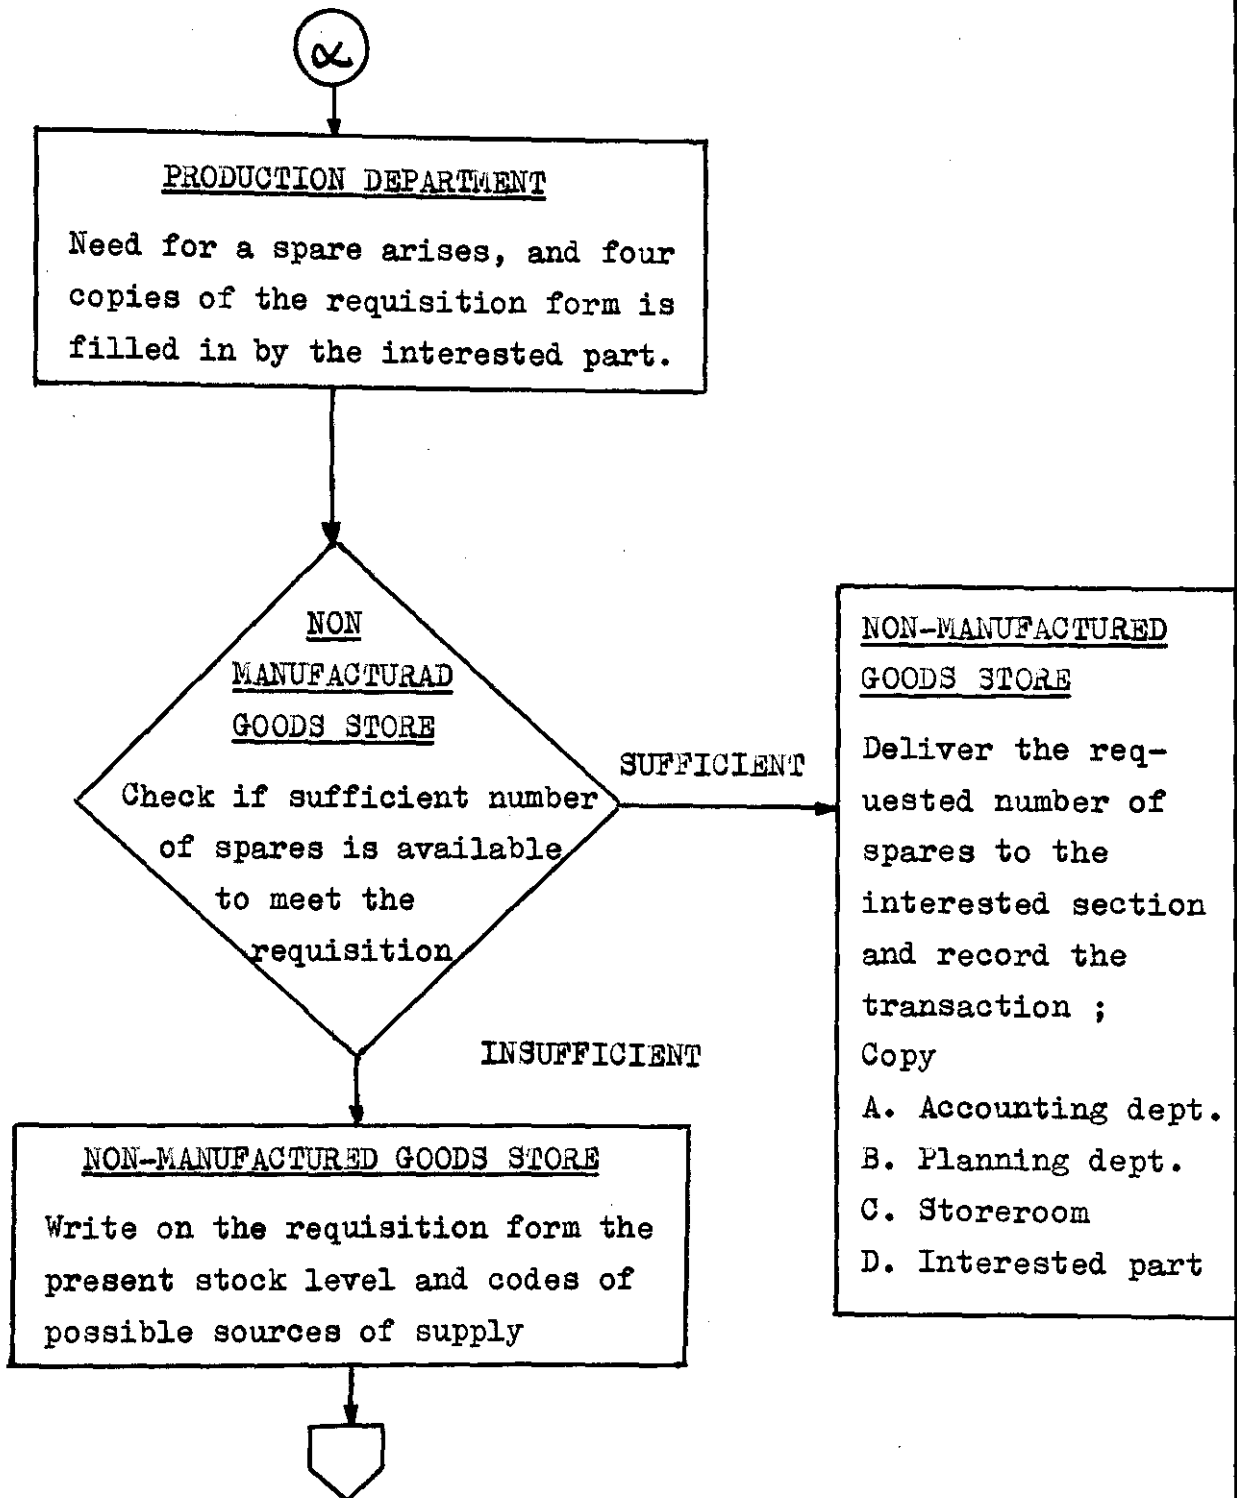 α
PRODUCTION DEPARTMENT
Need for a spare arises, and four
copies of the requisition form is
filled in by the interested part.
NON
MANUFACTURAD
GOODS STORE
Check if sufficient number
of spares is available
to meet the
requisition
SUFFICIENT
NON-MANUFACTURED
GOODS STORE
Deliver the req-
uested number of
spares to the
interested section
and record the
transaction ;
Copy
A. Accounting dept.
B. Planning dept.
C. Storeroom
D. Interested part
INSUFFICIENT
NON-MANUFACTURED GOODS STORE
Write on the requisition form the
present stock level and codes of
possible sources of supply